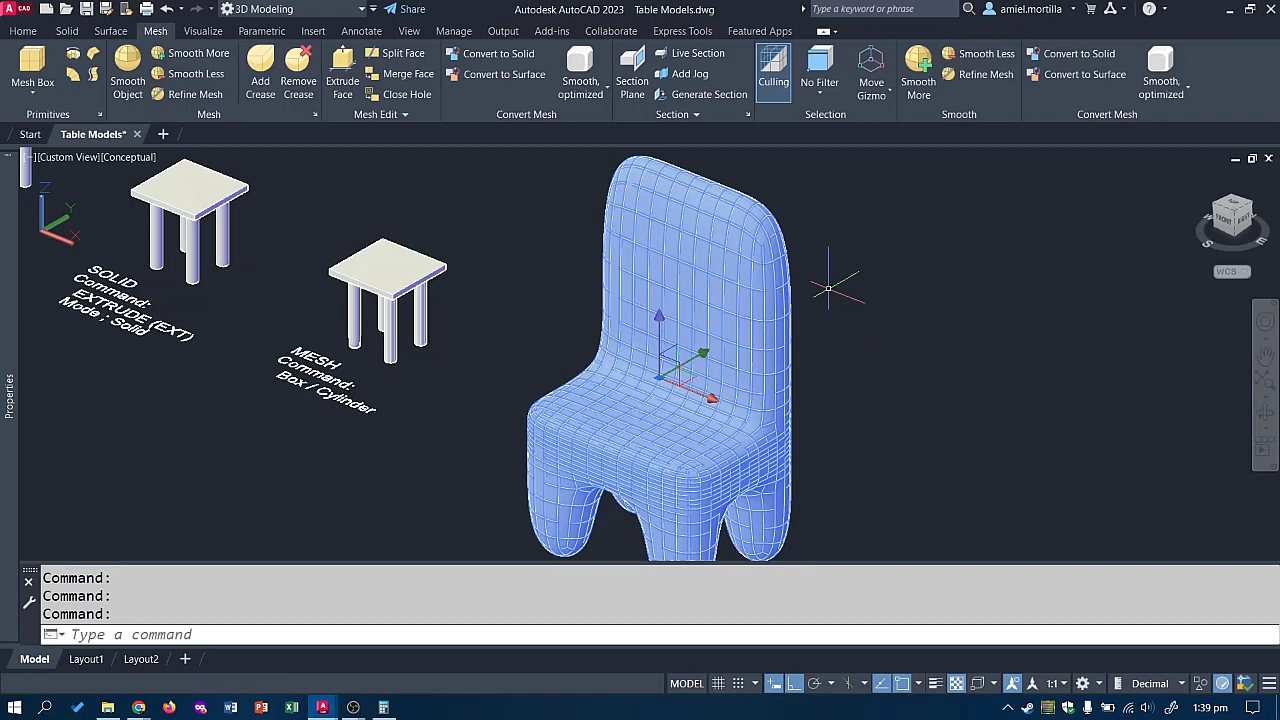 CAD
3D Modeling
Share
Autodesk AutoCAD 2023
Table Models.dwg
Type a keyword or phrase
amiel.mortilla
Home
Solid
Surface
Mesh
Visualize
Parametric
Insert
Annotate
View
Manage
Output
Add-ins
Collaborate
Express Tools
Featured Apps
Mesh Box
Smooth Object
Smooth More
Smooth Less
Refine Mesh
Add Crease
Remove Crease
Extrude Face
Split Face
Merge Face
Close Hole
Convert to Solid
Convert to Surface
Smooth, optimized
Section Plane
Live Section
Add Jog
Generate Section
Culling
No Filter
Move Gizmo
Smooth More
Smooth Less
Refine Mesh
Convert to Solid
Convert to Surface
Smooth, optimized
Primitives
Mesh
Mesh Edit
Convert Mesh
Section
Selection
Smooth
Convert Mesh
Start
Table Models*
][Custom View][Conceptual]
Z
Y
X
SOLID
Command:
EXTRUDE (EXT)
Mode ; Solid
MESH
Command:
Box / Cylinder
TOP
FRONT
RIGHT
S
E
WCS
Properties
Command:
Command:
Command:
Type a command
Model
Layout1
Layout2
MODEL
1:1
Decimal
1:39 pm